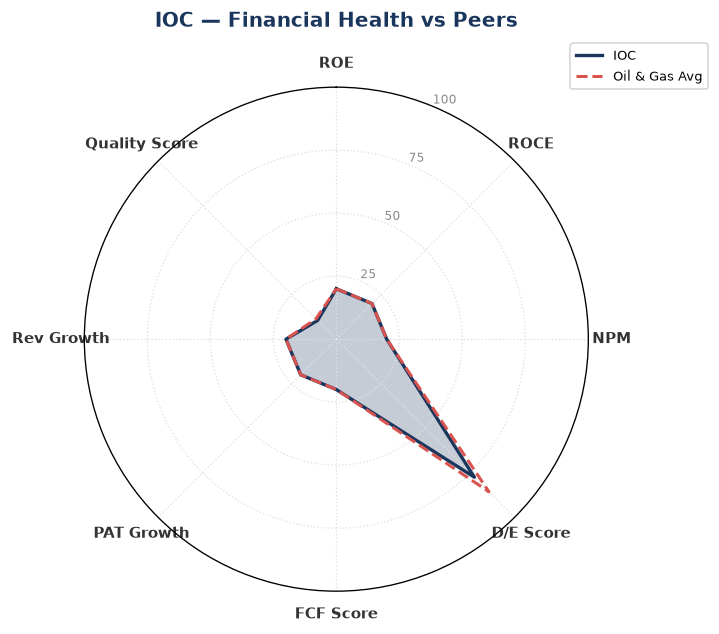 IOC — Financial Health vs Peers
IOC
Oil & Gas Avg
ROE
100
Quality Score
ROCE
75
50
25
Rev Growth
NPM
PAT Growth
D/E Score
FCF Score